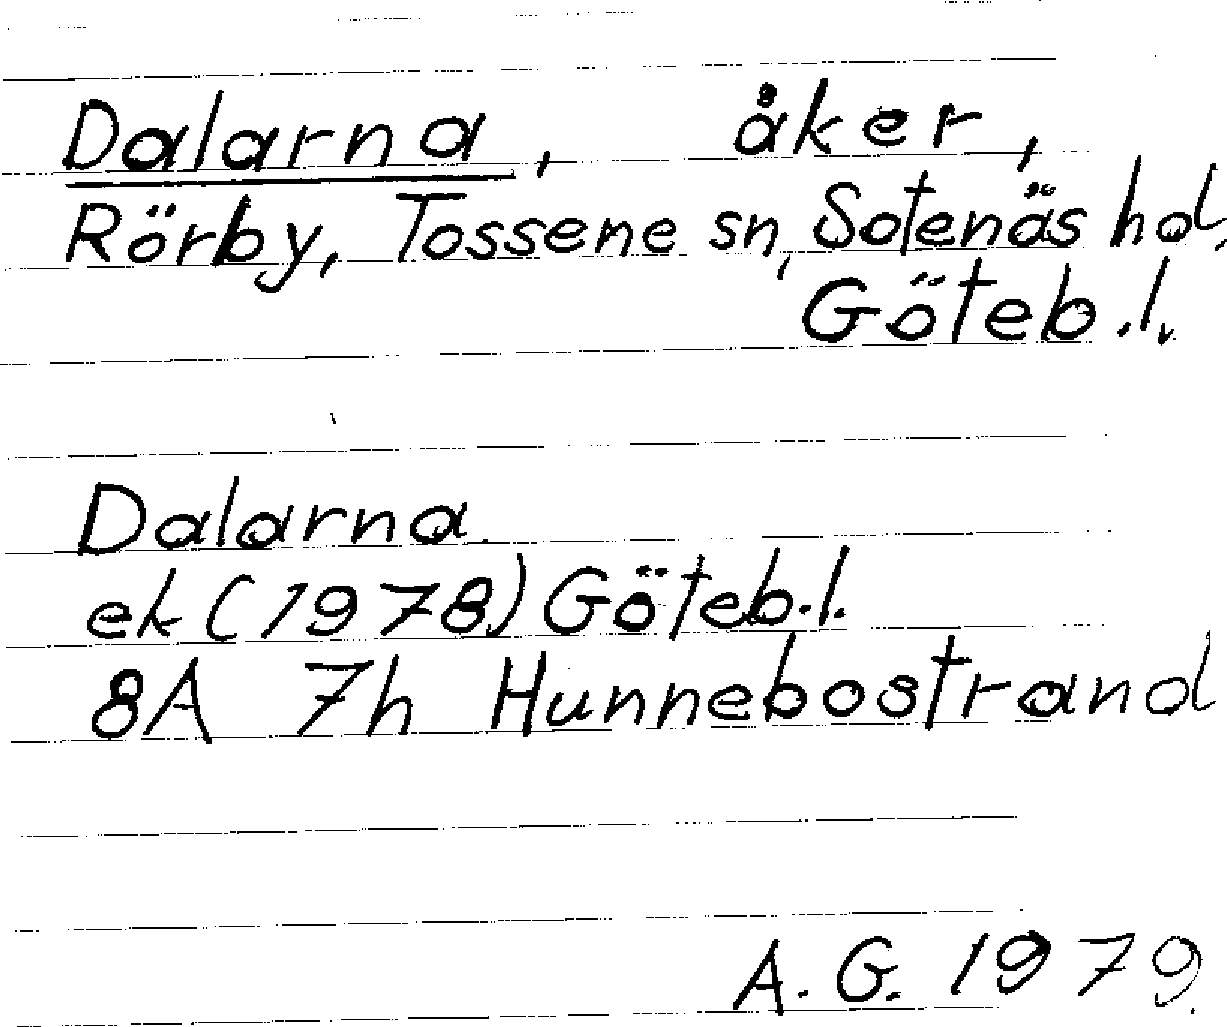 Dalarna, åker,
Rörby, Tossene sn, Sotenäs hd,
Göteb.l.
Dalarna
ek (1978) Göteb.l.
8A 7h Hunnebostrand
A.G. 1979.